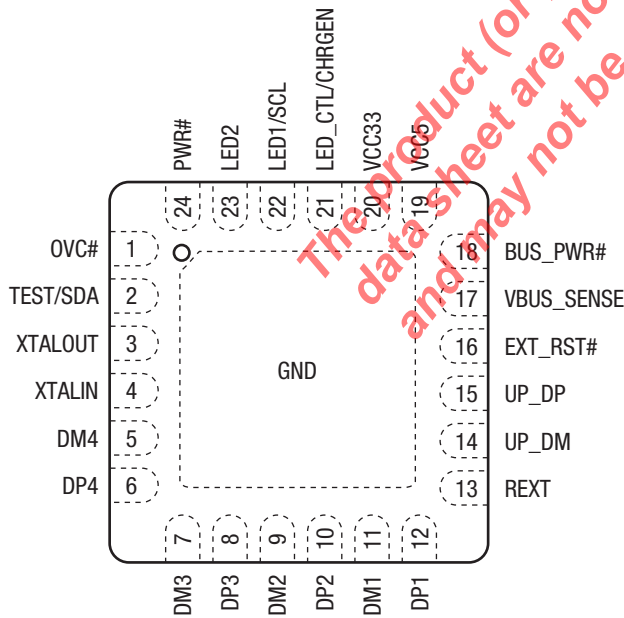 PWR#
LED2
LED1/SCL
LED_CTL/CHRGEN
VCC33
VCC5
24
23
22
21
20
19
OVC# 1
TEST/SDA 2
XTALOUT 3
XTALIN 4
DM4 5
DP4 6
GND
18 BUS_PWR#
17 VBUS_SENSE
16 EXT_RST#
15 UP_DP
14 UP_DM
13 REXT
7
8
9
10
11
12
DM3
DP3
DM2
DP2
DM1
DP1
The product (or
data sheet are no
and may not be